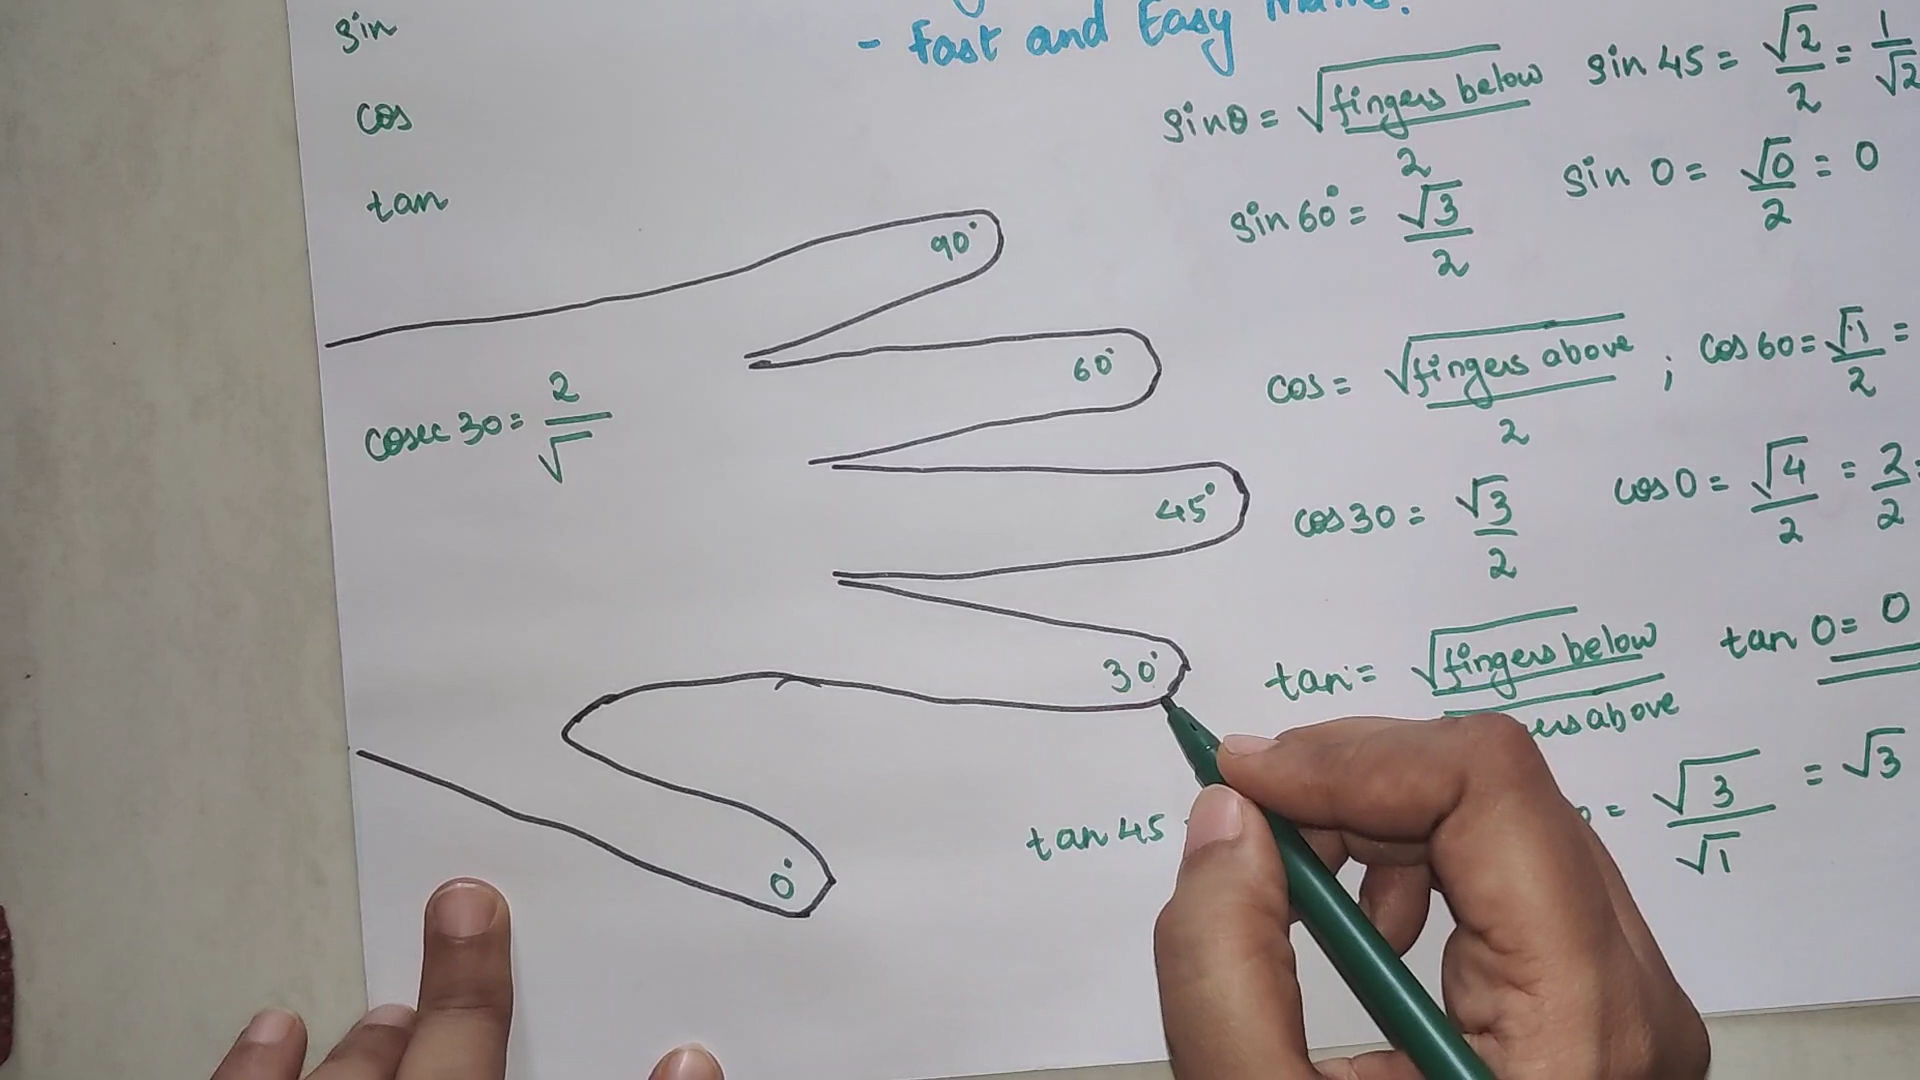 - fast and Easy
sin
cos
tan
sinθ = √fingers below / 2
sin 45 = √2/2 = 1/√2
sin 60° = √3/2
sin 0 = √0/2 = 0
90°
60°
45°
30°
0°
cosec 30 = 2/√
cos = √fingers above / 2 ; cos 60 = √1/2 =
cos 30 = √3/2
cos 0 = √4/2 = 2/2 =
tan = √fingers below /
above
tan 0 = 0
tan 45
= √3/√1 = √3